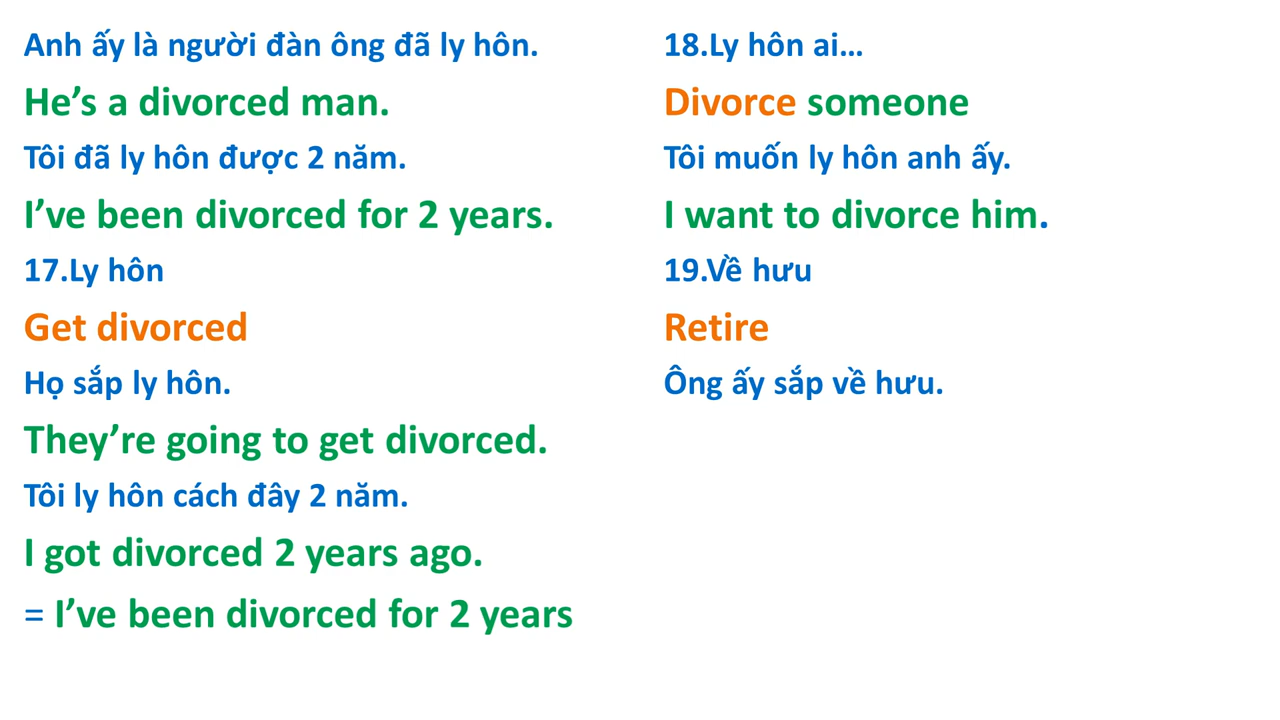 Anh ấy là người đàn ông đã ly hôn.
He’s a divorced man.
Tôi đã ly hôn được 2 năm.
I’ve been divorced for 2 years.
17.Ly hôn
Get divorced
Họ sắp ly hôn.
They’re going to get divorced.
Tôi ly hôn cách đây 2 năm.
I got divorced 2 years ago.
= I’ve been divorced for 2 years
18.Ly hôn ai…
Divorce someone
Tôi muốn ly hôn anh ấy.
I want to divorce him.
19.Về hưu
Retire
Ông ấy sắp về hưu.